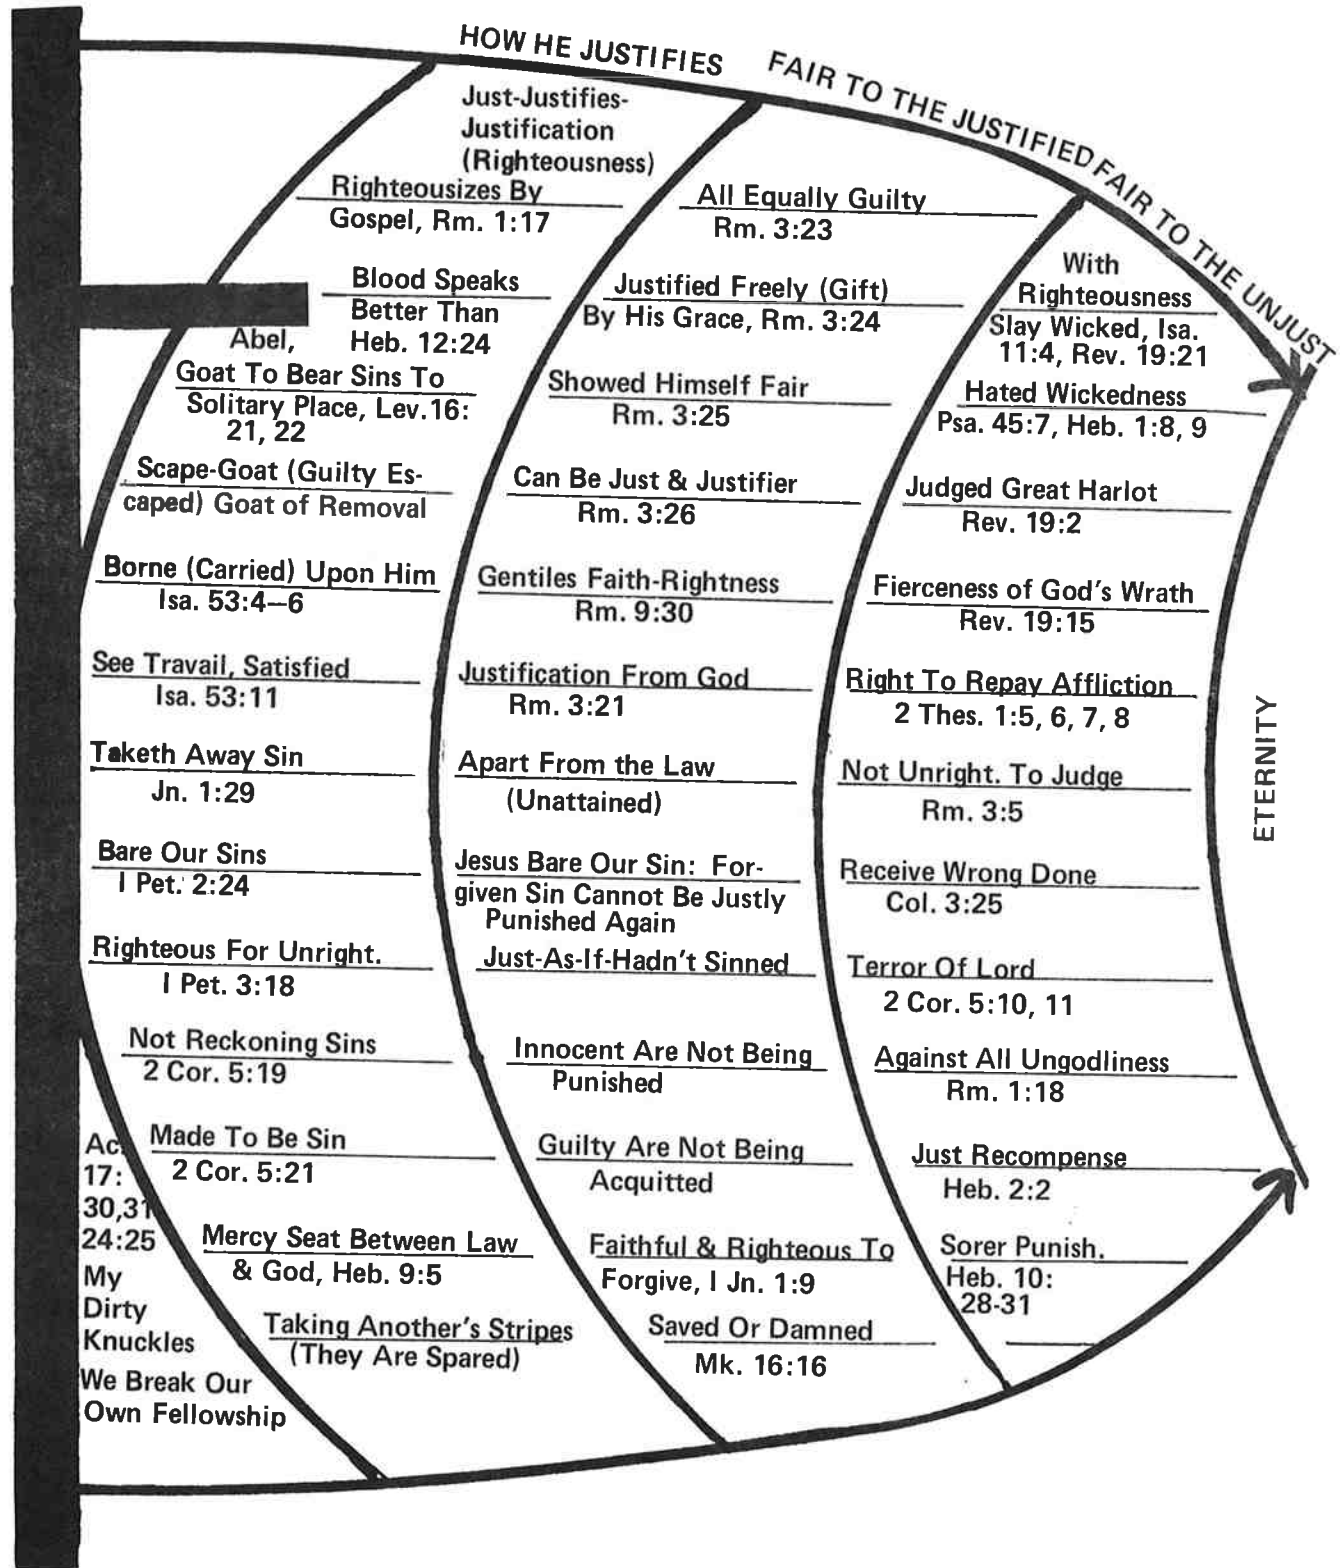 HOW HE JUSTIFIES
Just-Justifies-
Justification
(Righteousness)
Righteousizes By
Gospel, Rm. 1:17
Blood Speaks
Better Than
Abel, Heb. 12:24
Goat To Bear Sins To
Solitary Place, Lev.16:
21, 22
Scape-Goat (Guilty Es-
caped) Goat of Removal
Borne (Carried) Upon Him
Isa. 53:4—6
See Travail, Satisfied
Isa. 53:11
Taketh Away Sin
Jn. 1:29
Bare Our Sins
I Pet. 2:24
Righteous For Unright.
I Pet. 3:18
Not Reckoning Sins
2 Cor. 5:19
Made To Be Sin
2 Cor. 5:21
Mercy Seat Between Law
& God, Heb. 9:5
Taking Another's Stripes
(They Are Spared)
Ac.
17:
30,31
24:25
My
Dirty
Knuckles
We Break Our
Own Fellowship
FAIR TO THE JUSTIFIED
All Equally Guilty
Rm. 3:23
Justified Freely (Gift)
By His Grace, Rm. 3:24
Showed Himself Fair
Rm. 3:25
Can Be Just & Justifier
Rm. 3:26
Gentiles Faith-Rightness
Rm. 9:30
Justification From God
Rm. 3:21
Apart From the Law
(Unattained)
Jesus Bare Our Sin: For-
given Sin Cannot Be Justly
Punished Again
Just-As-If-Hadn't Sinned
Innocent Are Not Being
Punished
Guilty Are Not Being
Acquitted
Faithful & Righteous To
Forgive, I Jn. 1:9
Saved Or Damned
Mk. 16:16
FAIR TO THE UNJUST
With
Righteousness
Slay Wicked, Isa.
11:4, Rev. 19:21
Hated Wickedness
Psa. 45:7, Heb. 1:8, 9
Judged Great Harlot
Rev. 19:2
Fierceness of God's Wrath
Rev. 19:15
Right To Repay Affliction
2 Thes. 1:5, 6, 7, 8
Not Unright. To Judge
Rm. 3:5
Receive Wrong Done
Col. 3:25
Terror Of Lord
2 Cor. 5:10, 11
Against All Ungodliness
Rm. 1:18
Just Recompense
Heb. 2:2
Sorer Punish.
Heb. 10:
28-31
ETERNITY